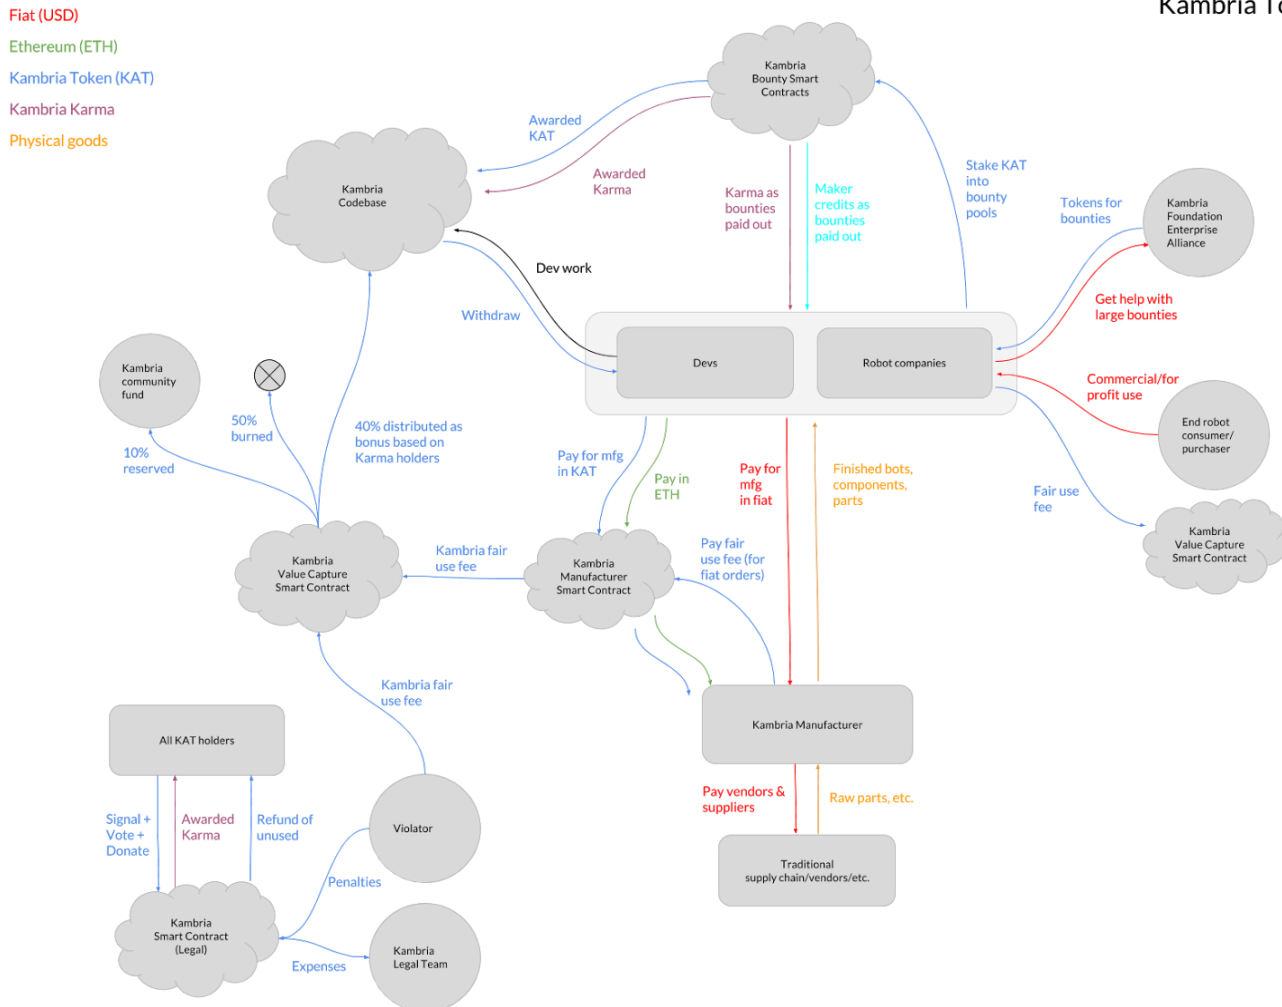 Kambria To
Fiat (USD)
Ethereum (ETH)
Kambria Token (KAT)
Kambria Karma
Physical goods
Kambria
Bounty Smart
Contracts
Awarded
KAT
Awarded
Karma
Kambria
Codebase
Karma as
bounties
paid out
Maker
credits as
bounties
paid out
Stake KAT
into
bounty
pools
Tokens for
bounties
Kambria
Foundation
Enterprise
Alliance
Dev work
Withdraw
Get help with
large bounties
Devs
Robot companies
Kambria
community
fund
Commercial/for
profit use
End robot
consumer/
purchaser
50%
burned
10%
reserved
40% distributed as
bonus based on
Karma holders
Pay for mfg
in KAT
Pay in
ETH
Pay for
mfg
in fiat
Finished bots,
components,
parts
Fair use
fee
Kambria
Value Capture
Smart Contract
Kambria
Value Capture
Smart Contract
Kambria fair
use fee
Kambria
Manufacturer
Smart Contract
Pay fair
use fee (for
fiat orders)
Kambria fair
use fee
All KAT holders
Kambria Manufacturer
Signal +
Vote +
Donate
Awarded
Karma
Refund of
unused
Violator
Pay vendors &
suppliers
Raw parts, etc.
Traditional
supply chain/vendors/etc.
Penalties
Kambria
Smart Contract
(Legal)
Expenses
Kambria
Legal Team